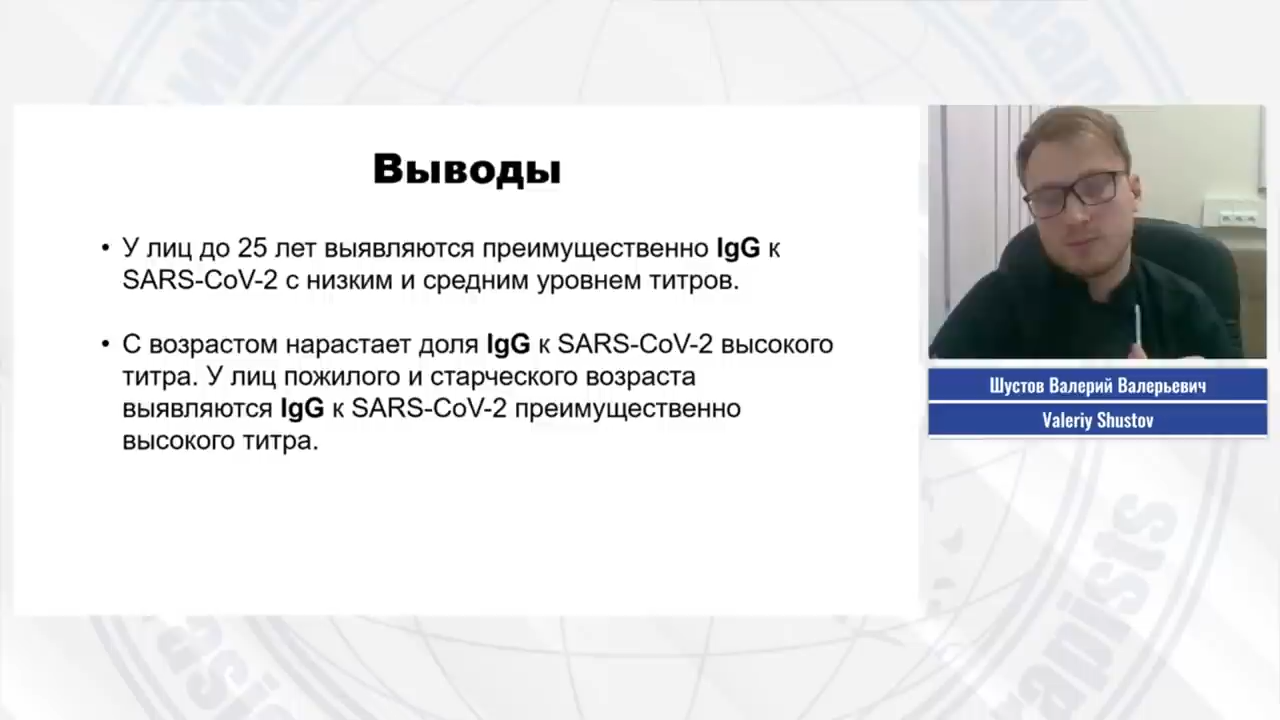 Выводы
• У лиц до 25 лет выявляются преимущественно IgG к
SARS-CoV-2 с низким и средним уровнем титров.
• С возрастом нарастает доля IgG к SARS-CoV-2 высокого
титра. У лиц пожилого и старческого возраста
выявляются IgG к SARS-CoV-2 преимущественно
высокого титра.
Шустов Валерий Валерьевич
Valeriy Shustov